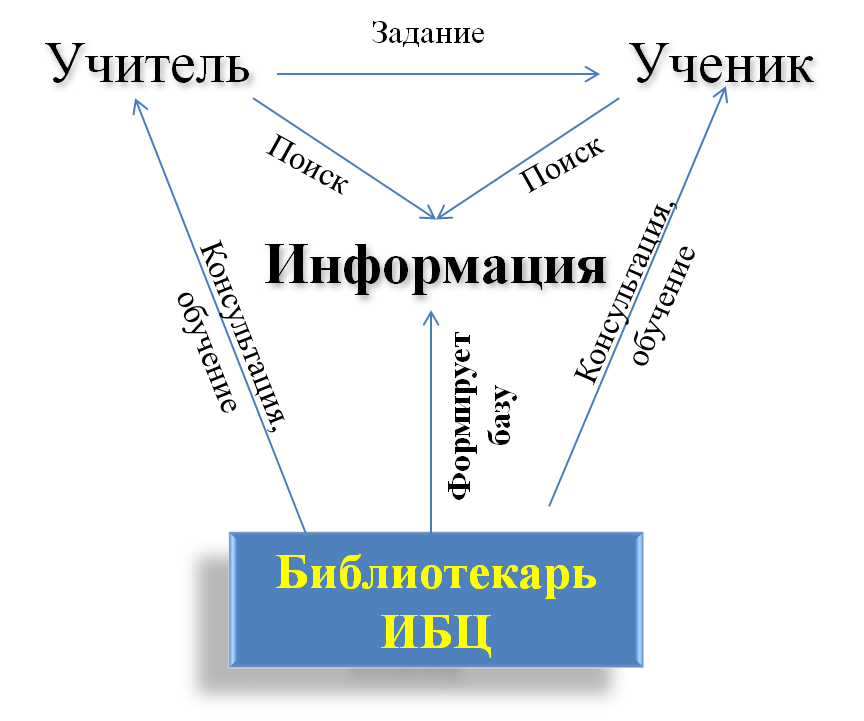 Задание
Учитель
Ученик
Поиск
Поиск
Информация
Консультация,
обучение
Формирует
базу
Консультация,
обучение
Библиотекарь
ИБЦ